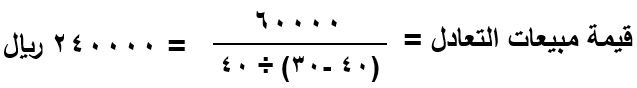 قيمة مبيعات التعادل = ٦٠٠٠٠ / (٤٠ -٣٠) ÷ ٤٠ = ٢٤٠٠٠٠ ريال